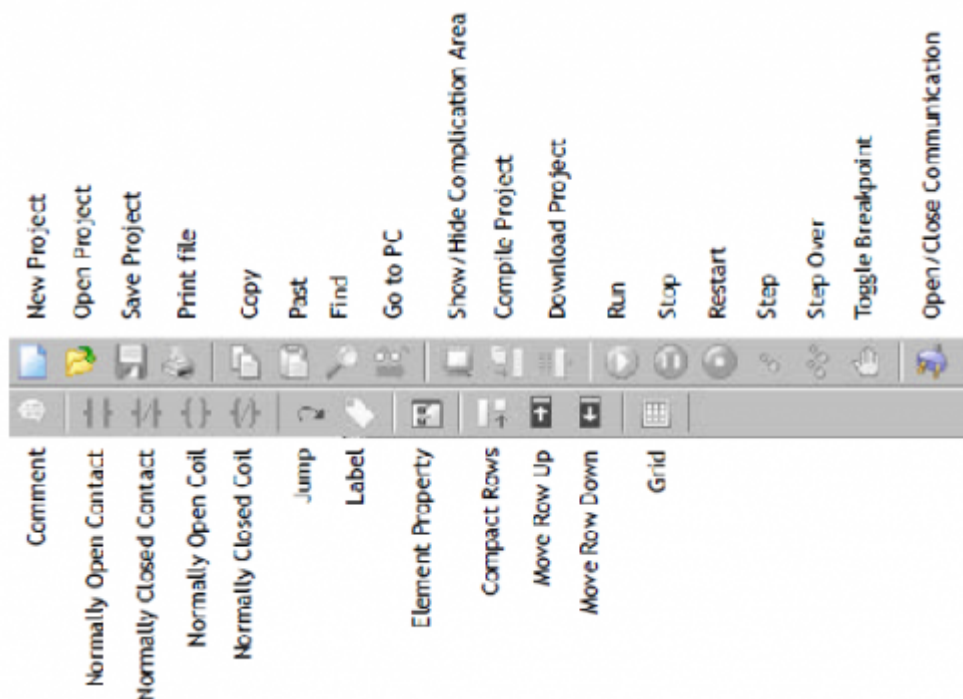 New Project
Open Project
Save Project
Print file
Copy
Past
Find
Go to PC
Show/Hide Complication Area
Compile Project
Download Project
Run
Stop
Restart
Step
Step Over
Toggle Breakpoint
Open/Close Communication
Comment
Normally Open Contact
Normally Closed Contact
Normally Open Coil
Normally Closed Coil
Jump
Label
Element Property
Compact Rows
Move Row Up
Move Row Down
Grid